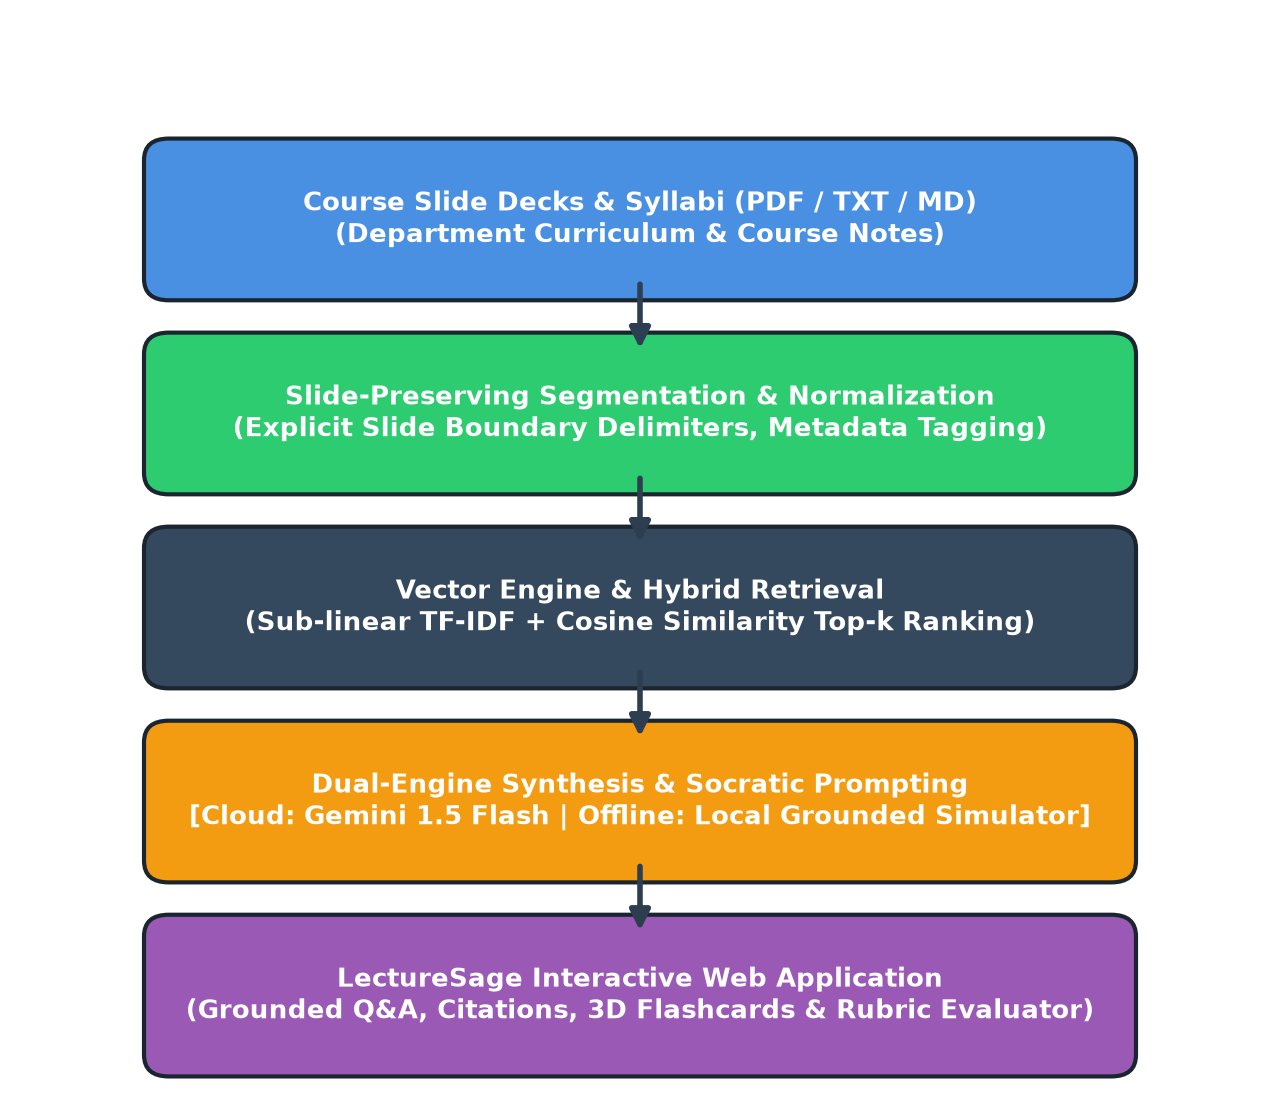 Course Slide Decks & Syllabi (PDF / TXT / MD)
(Department Curriculum & Course Notes)
Slide-Preserving Segmentation & Normalization
(Explicit Slide Boundary Delimiters, Metadata Tagging)
Vector Engine & Hybrid Retrieval
(Sub-linear TF-IDF + Cosine Similarity Top-k Ranking)
Dual-Engine Synthesis & Socratic Prompting
[Cloud: Gemini 1.5 Flash | Offline: Local Grounded Simulator]
LectureSage Interactive Web Application
(Grounded Q&A, Citations, 3D Flashcards & Rubric Evaluator)